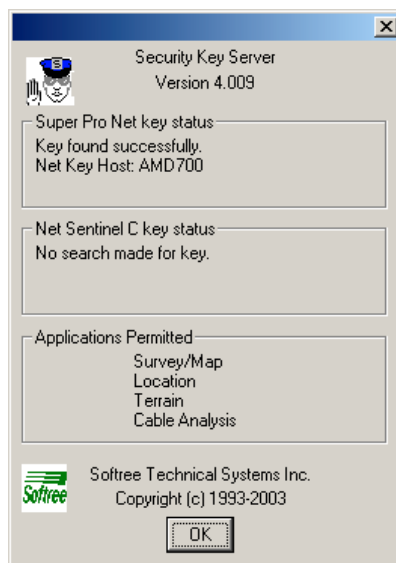 Security Key Server
Version 4.009
S
Super Pro Net key status
Key found successfully.
Net Key Host: AMD700
Net Sentinel C key status
No search made for key.
Applications Permitted
Survey/Map
Location
Terrain
Cable Analysis
Softree
Softree Technical Systems Inc.
Copyright (c) 1993-2003
OK